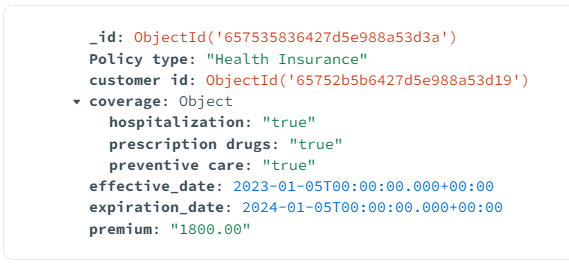 _id: ObjectId('657535836427d5e988a53d3a')
Policy type: "Health Insurance"
customer id: ObjectId('65752b5b6427d5e988a53d19')
coverage: Object
hospitalization: "true"
prescription drugs: "true"
preventive care: "true"
effective_date: 2023-01-05T00:00:00.000+00:00
expiration_date: 2024-01-05T00:00:00.000+00:00
premium: "1800.00"